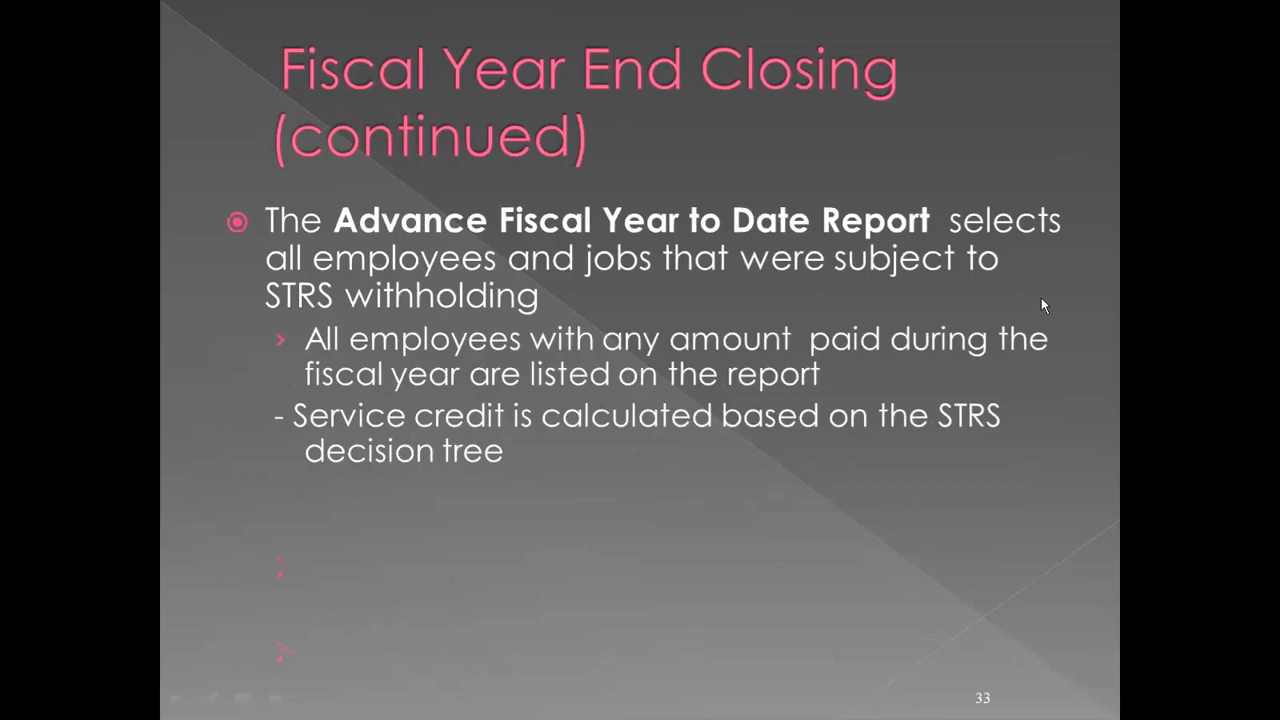 Fiscal Year End Closing
(continued)
The Advance Fiscal Year to Date Report selects
all employees and jobs that were subject to
STRS withholding
› All employees with any amount paid during the
fiscal year are listed on the report
- Service credit is calculated based on the STRS
decision tree
33